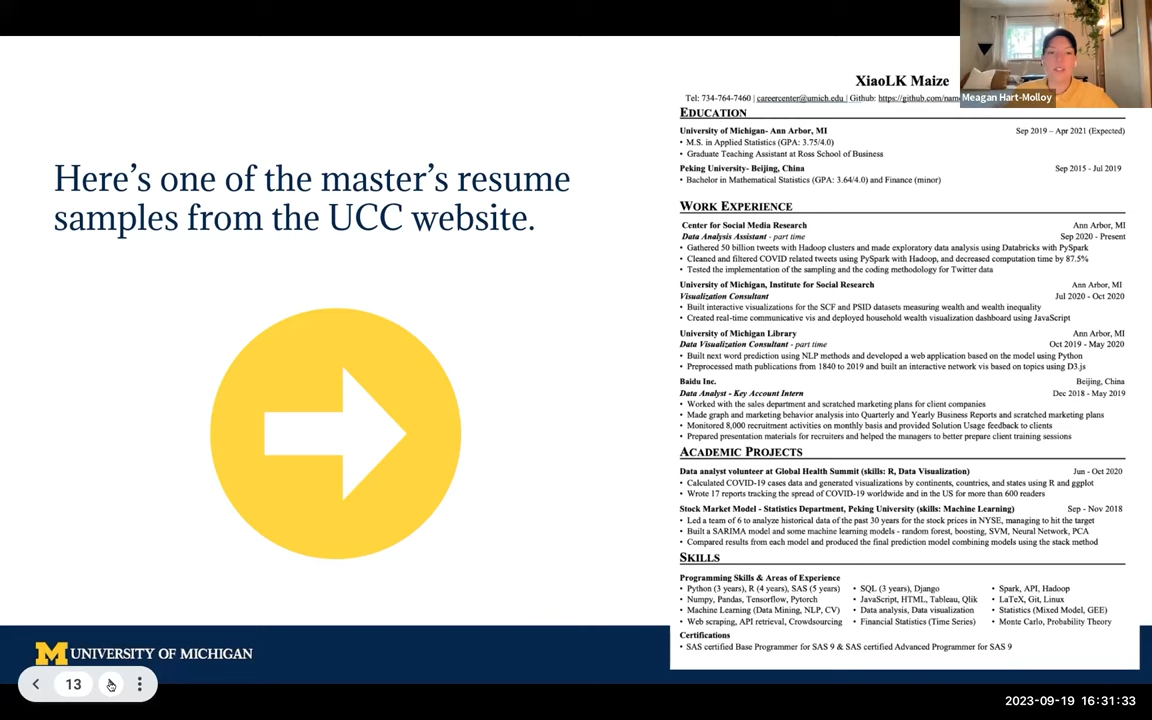 Here's one of the master's resume
samples from the UCC website.
XiaoLK Maize
Tel: 734-764-7460 | careercenter@umich.edu | Github: https://github.com/nam
EDUCATION
University of Michigan- Ann Arbor, MI Sep 2019 – Apr 2021 (Expected)
• M.S. in Applied Statistics (GPA: 3.75/4.0)
• Graduate Teaching Assistant at Ross School of Business
Peking University- Beijing, China Sep 2015 - Jul 2019
• Bachelor in Mathematical Statistics (GPA: 3.64/4.0) and Finance (minor)
WORK EXPERIENCE
Center for Social Media Research Ann Arbor, MI
Data Analysis Assistant - part time Sep 2020 - Present
• Gathered 50 billion tweets with Hadoop clusters and made exploratory data analysis using Databricks with PySpark
• Cleaned and filtered COVID related tweets using PySpark with Hadoop, and decreased computation time by 87.5%
• Tested the implementation of the sampling and the coding methodology for Twitter data
University of Michigan, Institute for Social Research Ann Arbor, MI
Visualization Consultant Jul 2020 - Oct 2020
• Built interactive visualizations for the SCF and PSID datasets measuring wealth and wealth inequality
• Created real-time communicative vis and deployed household wealth visualization dashboard using JavaScript
University of Michigan Library Ann Arbor, MI
Data Visualization Consultant - part time Oct 2019 - May 2020
• Built next word prediction using NLP methods and developed a web application based on the model using Python
• Preprocessed math publications from 1840 to 2019 and built an interactive network vis based on topics using D3.js
Baidu Inc. Beijing, China
Data Analyst - Key Account Intern Dec 2018 - May 2019
• Worked with the sales department and scratched marketing plans for client companies
• Made graph and marketing behavior analysis into Quarterly and Yearly Business Reports and scratched marketing plans
• Monitored 8,000 recruitment activities on monthly basis and provided Solution Usage feedback to clients
• Prepared presentation materials for recruiters and helped the managers to better prepare client training sessions
ACADEMIC PROJECTS
Data analyst volunteer at Global Health Summit (skills: R, Data Visualization) Jun - Oct 2020
• Calculated COVID-19 cases data and generated visualizations by continents, countries, and states using R and ggplot
• Wrote 17 reports tracking the spread of COVID-19 worldwide and in the US for more than 600 readers
Stock Market Model - Statistics Department, Peking University (skills: Machine Learning) Sep - Nov 2018
• Led a team of 6 to analyze historical data of the past 30 years for the stock prices in NYSE, managing to hit the target
• Built a SARIMA model and some machine learning models - random forest, boosting, SVM, Neural Network, PCA
• Compared results from each model and produced the final prediction model combining models using the stack method
SKILLS
Programming Skills & Areas of Experience
• Python (3 years), R (4 years), SAS (5 years) • SQL (3 years), Django • Spark, API, Hadoop
• Numpy, Pandas, Tensorflow, Pytorch • JavaScript, HTML, Tableau, Qlik • LaTeX, Git, Linux
• Machine Learning (Data Mining, NLP, CV) • Data analysis, Data visualization • Statistics (Mixed Model, GEE)
• Web scraping, API retrieval, Crowdsourcing • Financial Statistics (Time Series) • Monte Carlo, Probability Theory
Certifications
• SAS certified Base Programmer for SAS 9 & SAS certified Advanced Programmer for SAS 9
Meagan Hart-Molloy
M UNIVERSITY OF MICHIGAN
13
2023-09-19 16:31:33